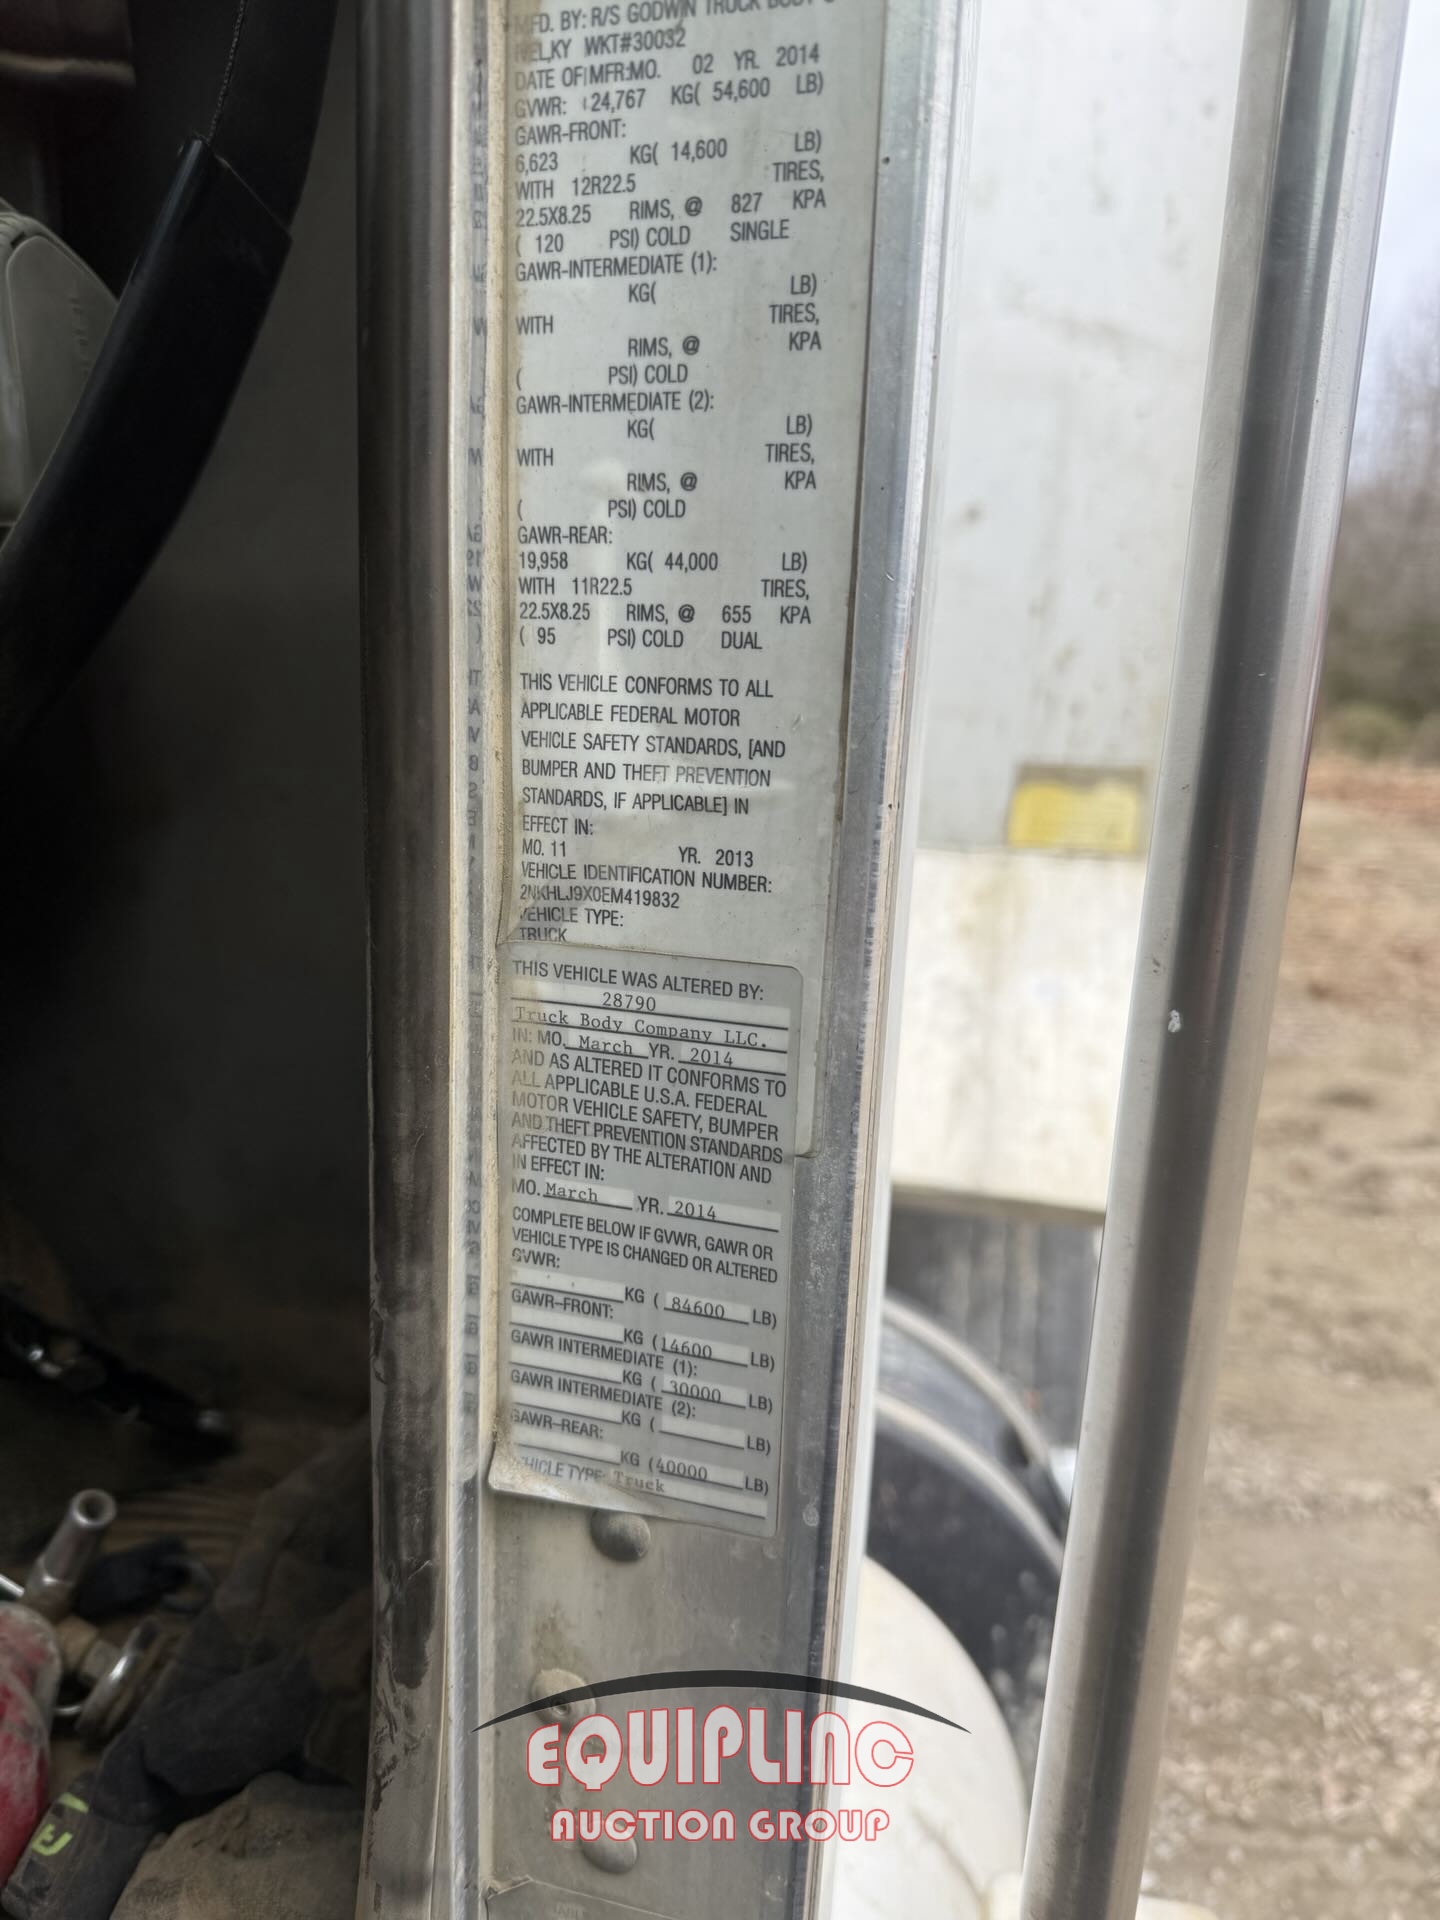 MFD. BY: R/S GODWIN TRUCK BODY
WKT#30032
DATE OF MFR:MO. 02 YR. 2014
GVWR: 24,767 KG( 54,600 LB)
GAWR-FRONT:
6,623 KG( 14,600 LB)
WITH 12R22.5 TIRES,
22.5X8.25 RIMS, @ 827 KPA
( 120 PSI) COLD SINGLE
GAWR-INTERMEDIATE (1):
KG( LB)
WITH TIRES,
RIMS, @ KPA
( PSI) COLD
GAWR-INTERMEDIATE (2):
KG( LB)
WITH TIRES,
RIMS, @ KPA
( PSI) COLD
GAWR-REAR:
19,958 KG( 44,000 LB)
WITH 11R22.5 TIRES,
22.5X8.25 RIMS, @ 655 KPA
( 95 PSI) COLD DUAL
THIS VEHICLE CONFORMS TO ALL
APPLICABLE FEDERAL MOTOR
VEHICLE SAFETY STANDARDS, [AND
BUMPER AND THEFT PREVENTION
STANDARDS, IF APPLICABLE] IN
EFFECT IN:
MO. 11 YR. 2013
VEHICLE IDENTIFICATION NUMBER:
2NKHLJ9X0EM419832
VEHICLE TYPE:
TRUCK
THIS VEHICLE WAS ALTERED BY:
28790
Truck Body Company LLC.
IN: MO. March YR. 2014
AND AS ALTERED IT CONFORMS TO
ALL APPLICABLE U.S.A. FEDERAL
MOTOR VEHICLE SAFETY, BUMPER
AND THEFT PREVENTION STANDARDS
AFFECTED BY THE ALTERATION AND
IN EFFECT IN:
MO. March YR. 2014
COMPLETE BELOW IF GVWR, GAWR OR
VEHICLE TYPE IS CHANGED OR ALTERED
GVWR:
KG ( 84600 LB)
GAWR-FRONT:
KG (14600 LB)
GAWR INTERMEDIATE (1):
KG ( 30000 LB)
GAWR INTERMEDIATE (2):
KG ( LB)
GAWR-REAR:
KG (40000 LB)
VEHICLE TYPE: Truck
EQUIPLINC
AUCTION GROUP